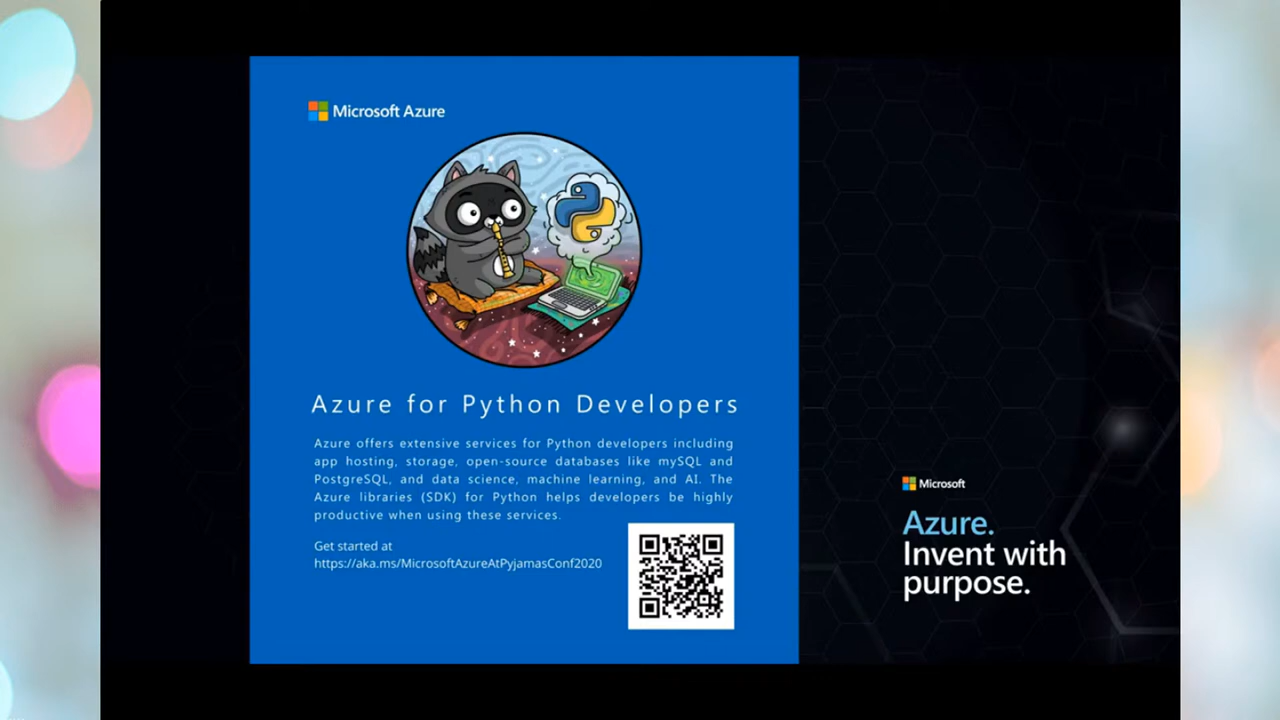 Microsoft Azure
Azure for Python Developers
Azure offers extensive services for Python developers including
app hosting, storage, open-source databases like mySQL and
PostgreSQL, and data science, machine learning, and AI. The
Azure libraries (SDK) for Python helps developers be highly
productive when using these services.
Get started at
https://aka.ms/MicrosoftAzureAtPyjamasConf2020
Microsoft
Azure.
Invent with
purpose.